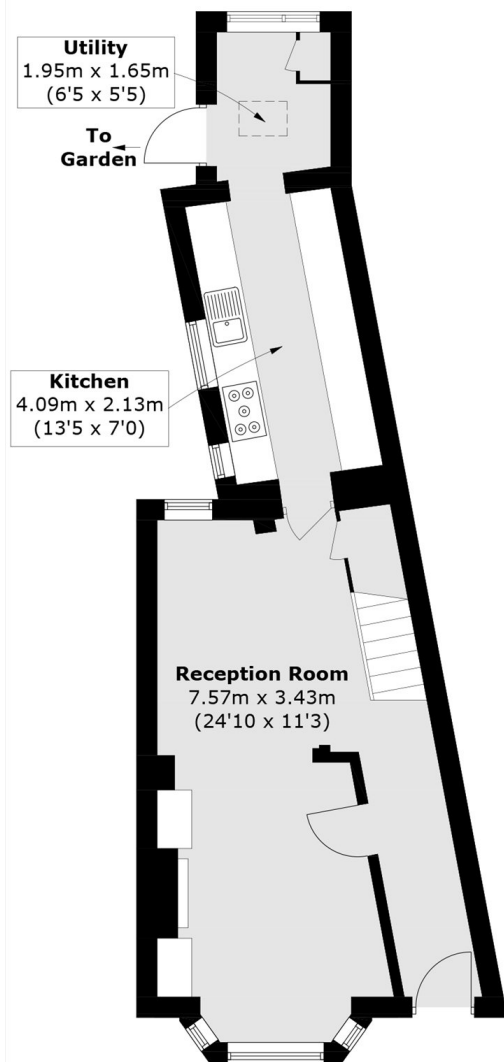 Utility
1.95m x 1.65m
(6'5 x 5'5)
To
Garden
Kitchen
4.09m x 2.13m
(13'5 x 7'0)
Reception Room
7.57m x 3.43m
(24'10 x 11'3)